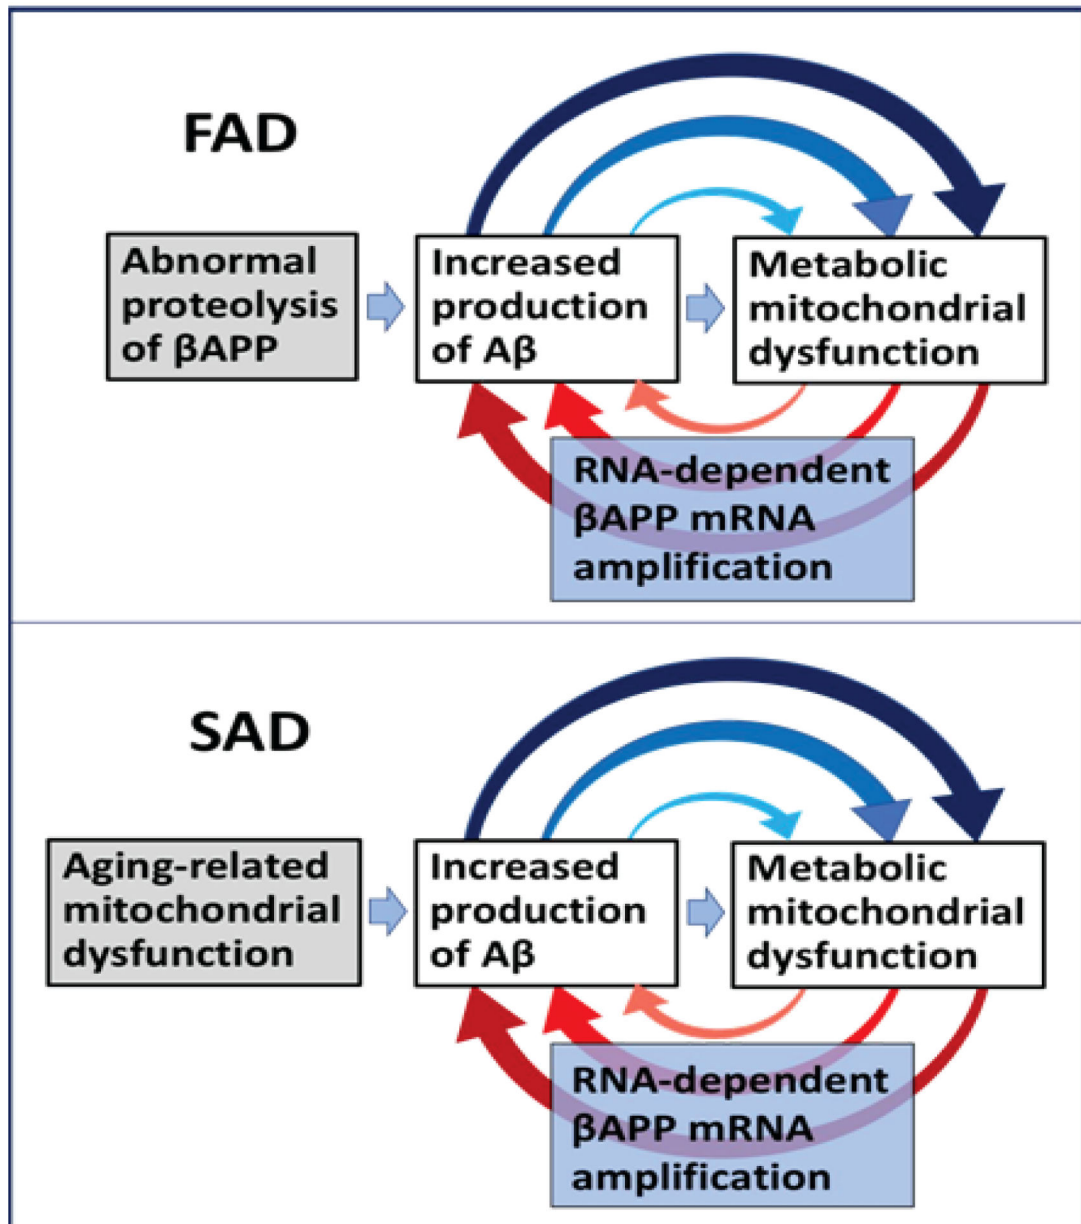 FAD
Abnormal
proteolysis
of βAPP
Increased
production
of Aβ
Metabolic
mitochondrial
dysfunction
RNA-dependent
βAPP mRNA
amplification
SAD
Aging-related
mitochondrial
dysfunction
Increased
production
of Aβ
Metabolic
mitochondrial
dysfunction
RNA-dependent
βAPP mRNA
amplification